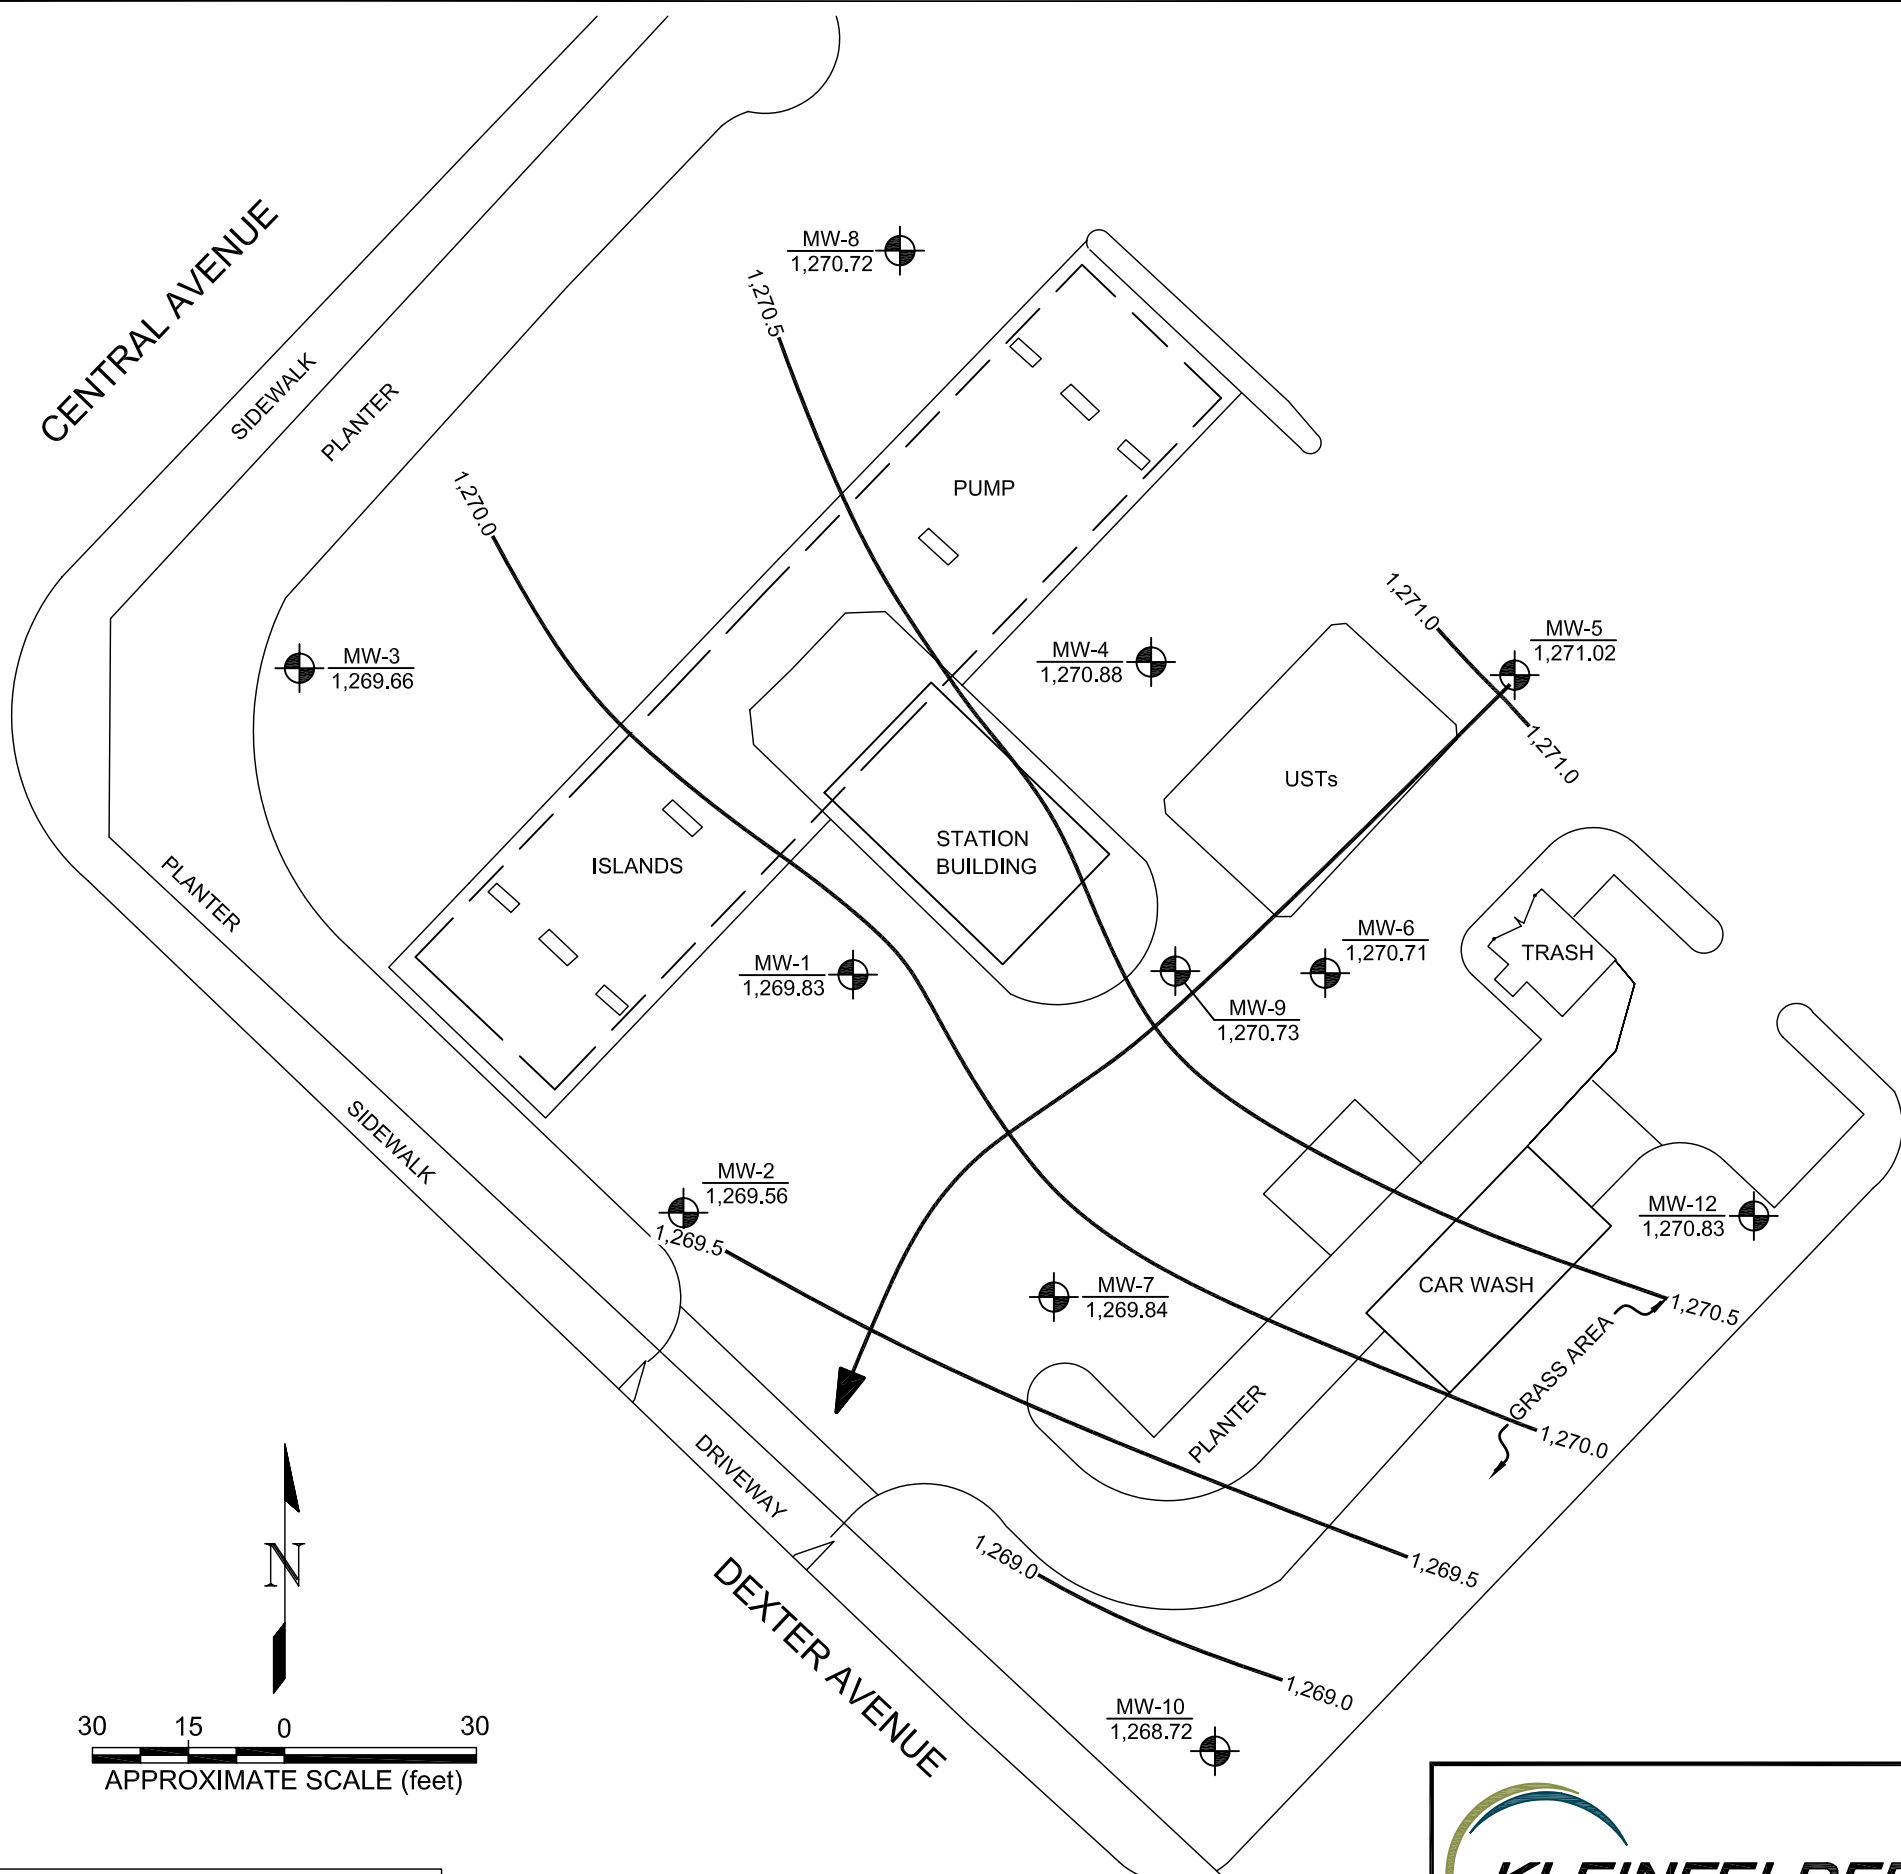 CENTRAL AVENUE
SIDEWALK
PLANTER
MW-8
1,270.72
1,270.5
PUMP
1,270.0
MW-3
1,269.66
MW-4
1,270.88
1,271.0
MW-5
1,271.02
1,271.0
USTs
STATION
BUILDING
ISLANDS
PLANTER
MW-1
1,269.83
MW-6
1,270.71
TRASH
MW-9
1,270.73
SIDEWALK
MW-2
1,269.56
1,269.5
MW-12
1,270.83
MW-7
1,269.84
CAR WASH
1,270.5
GRASS AREA
PLANTER
1,270.0
DRIVEWAY
1,269.0
1,269.5
DEXTER AVENUE
N
1,269.0
MW-10
1,268.72
30 15 0 30
APPROXIMATE SCALE (feet)